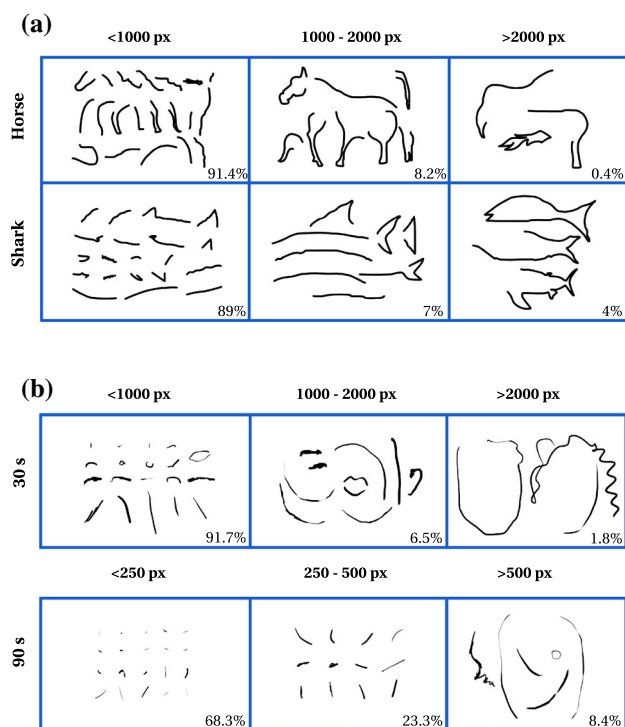 (a)
<1000 px 1000 - 2000 px >2000 px
Horse
91.4% 8.2% 0.4%
Shark
89% 7% 4%
(b)
<1000 px 1000 - 2000 px >2000 px
30 s
91.7% 6.5% 1.8%
<250 px 250 - 500 px >500 px
90 s
68.3% 23.3% 8.4%